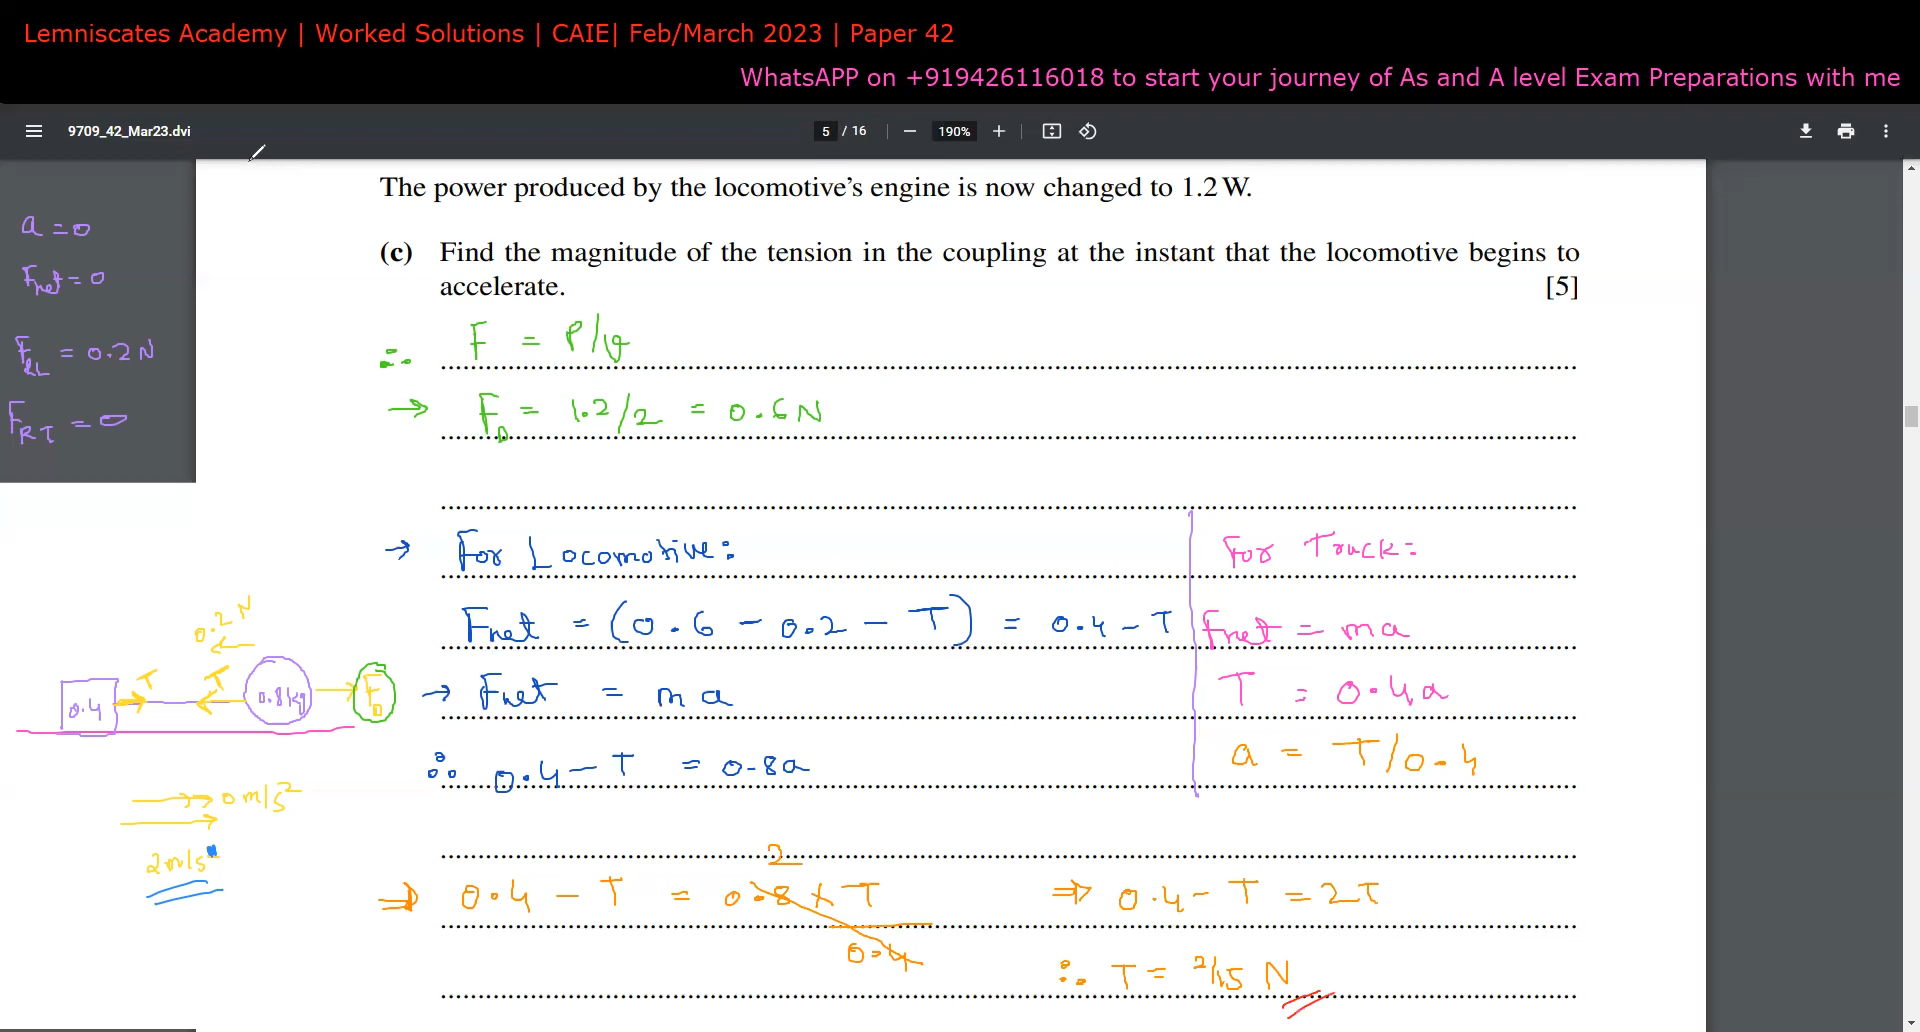 Lemniscates Academy | Worked Solutions | CAIE| Feb/March 2023 | Paper 42
WhatsAPP on +919426116018 to start your journey of As and A level Exam Preparations with me
9709_42_Mar23.dvi
5 / 16
190%
The power produced by the locomotive's engine is now changed to 1.2 W.
(c) Find the magnitude of the tension in the coupling at the instant that the locomotive begins to
accelerate. [5]
a = 0
Fnet = 0
F_RL = 0.2 N
F_RT = 0
∴ F = P/v
→ F_D = 1.2/2 = 0.6 N
→ For Locomotive:
Fnet = (0.6 - 0.2 - T) = 0.4 - T
→ Fnet = ma
∴ 0.4 - T = 0.8a
For Truck:
Fnet = ma
T = 0.4a
a = T/0.4
0.2 N
T T
0.4 0.8kg F_D
0 m/s²
2 m/s
2
⇒ 0.4 - T = 0.8 × T ⇒ 0.4 - T = 2T
0.4
∴ T = 2/15 N